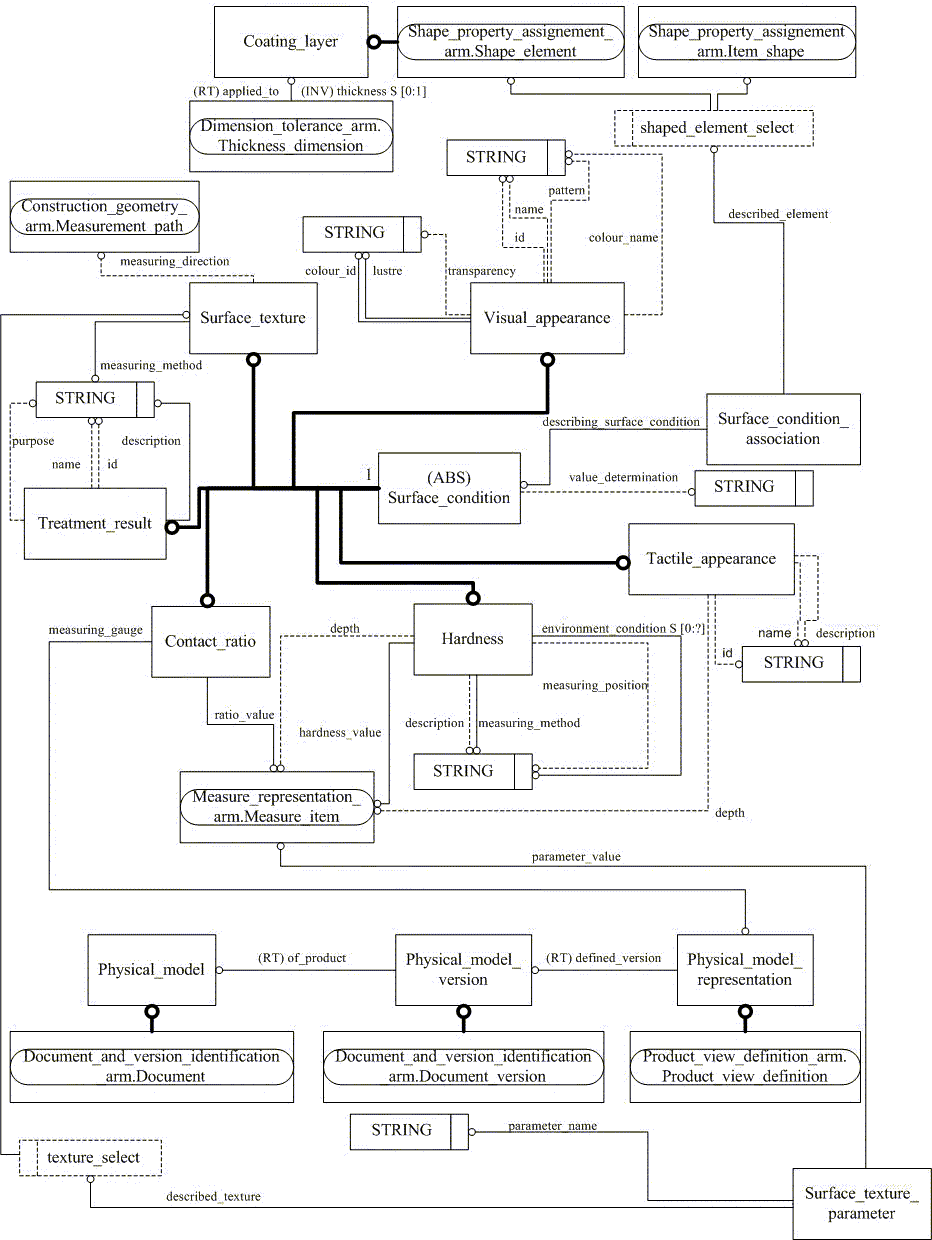 Coating_layer
Shape_property_assignement_
arm.Shape_element
Shape_property_assignement_
arm.Item_shape
(RT) applied_to
(INV) thickness S [0:1]
Dimension_tolerance_arm.
Thickness_dimension
shaped_element_select
STRING
pattern
name
id
colour_name
described_element
Construction_geometry_
arm.Measurement_path
measuring_direction
STRING
colour_id
lustre
transparency
Surface_texture
Visual_appearance
measuring_method
STRING
purpose
description
name
id
Treatment_result
1
(ABS)
Surface_condition
describing_surface_condition
Surface_condition_
association
value_determination
STRING
Tactile_appearance
name
description
id
STRING
measuring_gauge
Contact_ratio
depth
Hardness
environment_condition S [0:?]
measuring_position
ratio_value
hardness_value
description
measuring_method
STRING
Measure_representation_
arm.Measure_item
depth
parameter_value
Physical_model
(RT) of_product
Physical_model_
version
(RT) defined_version
Physical_model_
representation
Document_and_version_identification
_arm.Document
Document_and_version_identification
_arm.Document_version
Product_view_definition_arm.
Product_view_definition
STRING
parameter_name
texture_select
described_texture
Surface_texture_
parameter